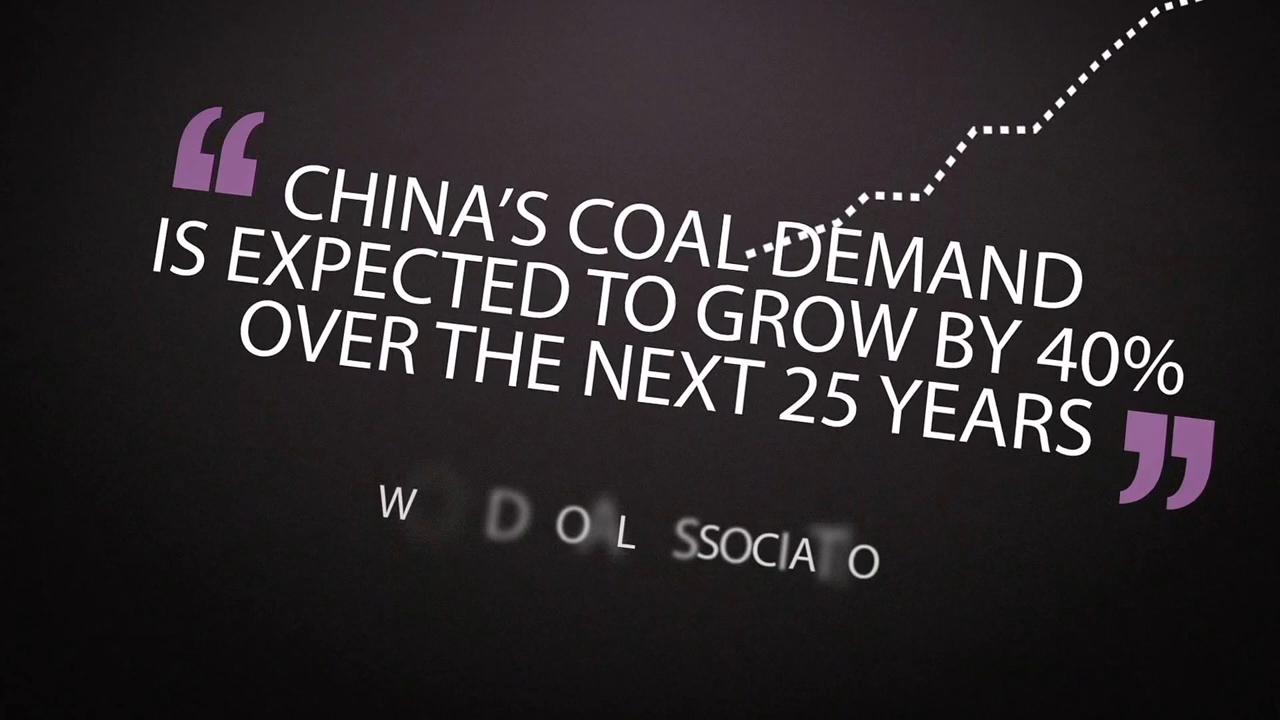 “CHINA’S COAL DEMAND
IS EXPECTED TO GROW BY 40%
OVER THE NEXT 25 YEARS”